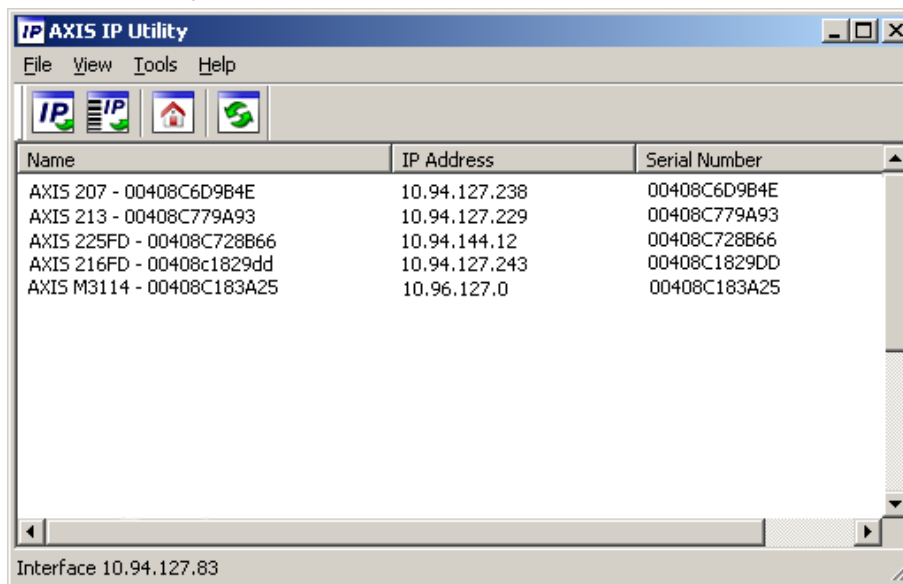 IP AXIS IP Utility
File View Tools Help
IP IP
Name IP Address Serial Number
AXIS 207 - 00408C6D9B4E 10.94.127.238 00408C6D9B4E
AXIS 213 - 00408C779A93 10.94.127.229 00408C779A93
AXIS 225FD - 00408C728B66 10.94.144.12 00408C728B66
AXIS 216FD - 00408c1829dd 10.94.127.243 00408C1829DD
AXIS M3114 - 00408C183A25 10.96.127.0 00408C183A25
Interface 10.94.127.83